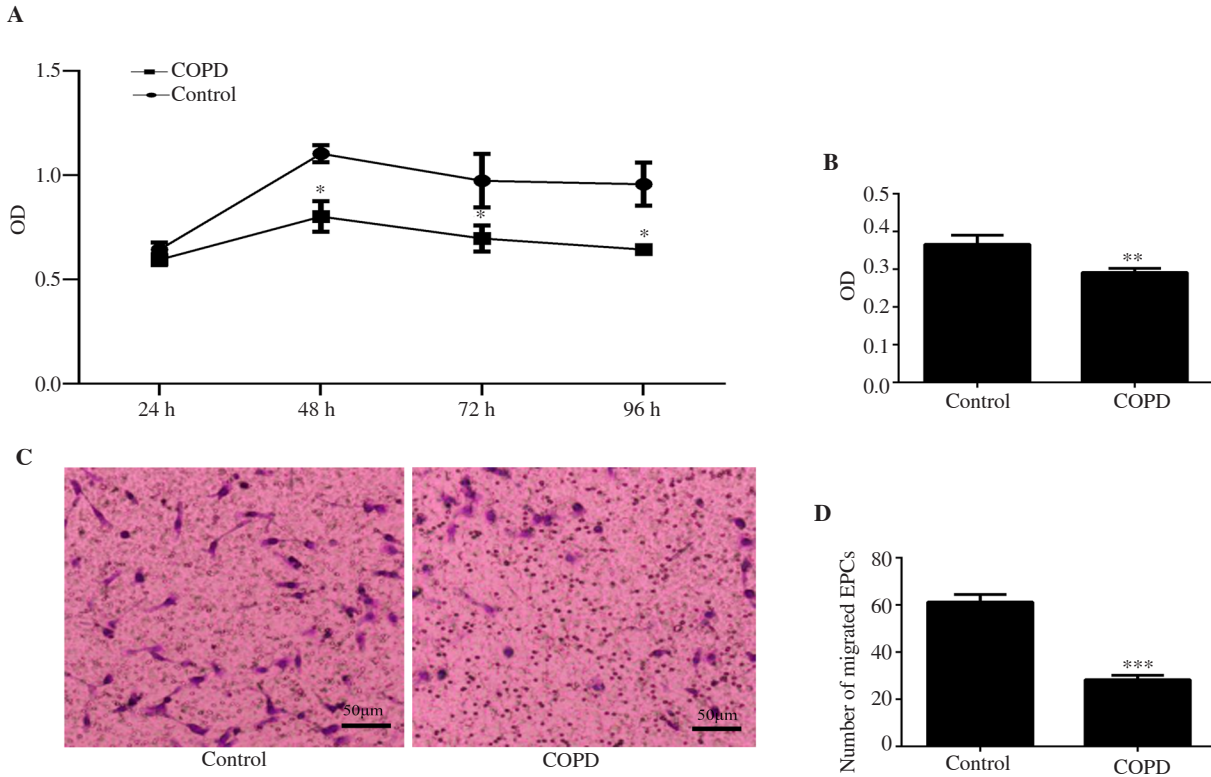 A
COPD
Control
1.5
1.0
0.5
0.0
OD
*
*
*
24 h
48 h
72 h
96 h
B
0.5
0.4
0.3
0.2
0.1
0.0
OD
**
Control
COPD
C
50μm
50μm
Control
COPD
D
80
60
40
20
0
Number of migrated EPCs
***
Control
COPD